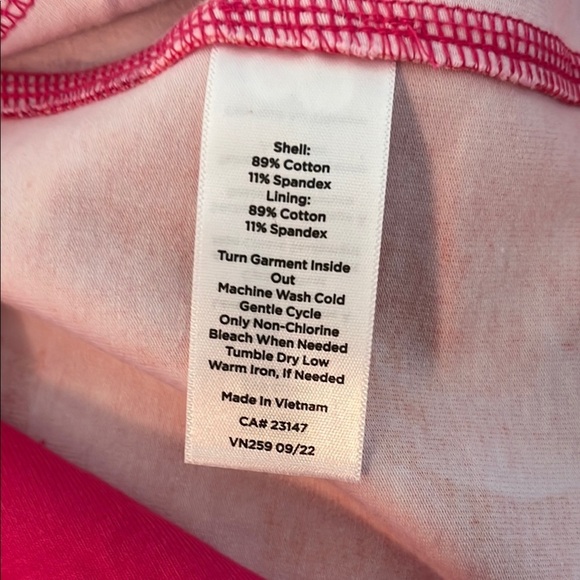 Shell:
89% Cotton
11% Spandex
Lining:
89% Cotton
11% Spandex
Turn Garment Inside
Out
Machine Wash Cold
Gentle Cycle
Only Non-Chlorine
Bleach When Needed
Tumble Dry Low
Warm Iron, If Needed
Made In Vietnam
CA# 23147
VN259 09/22